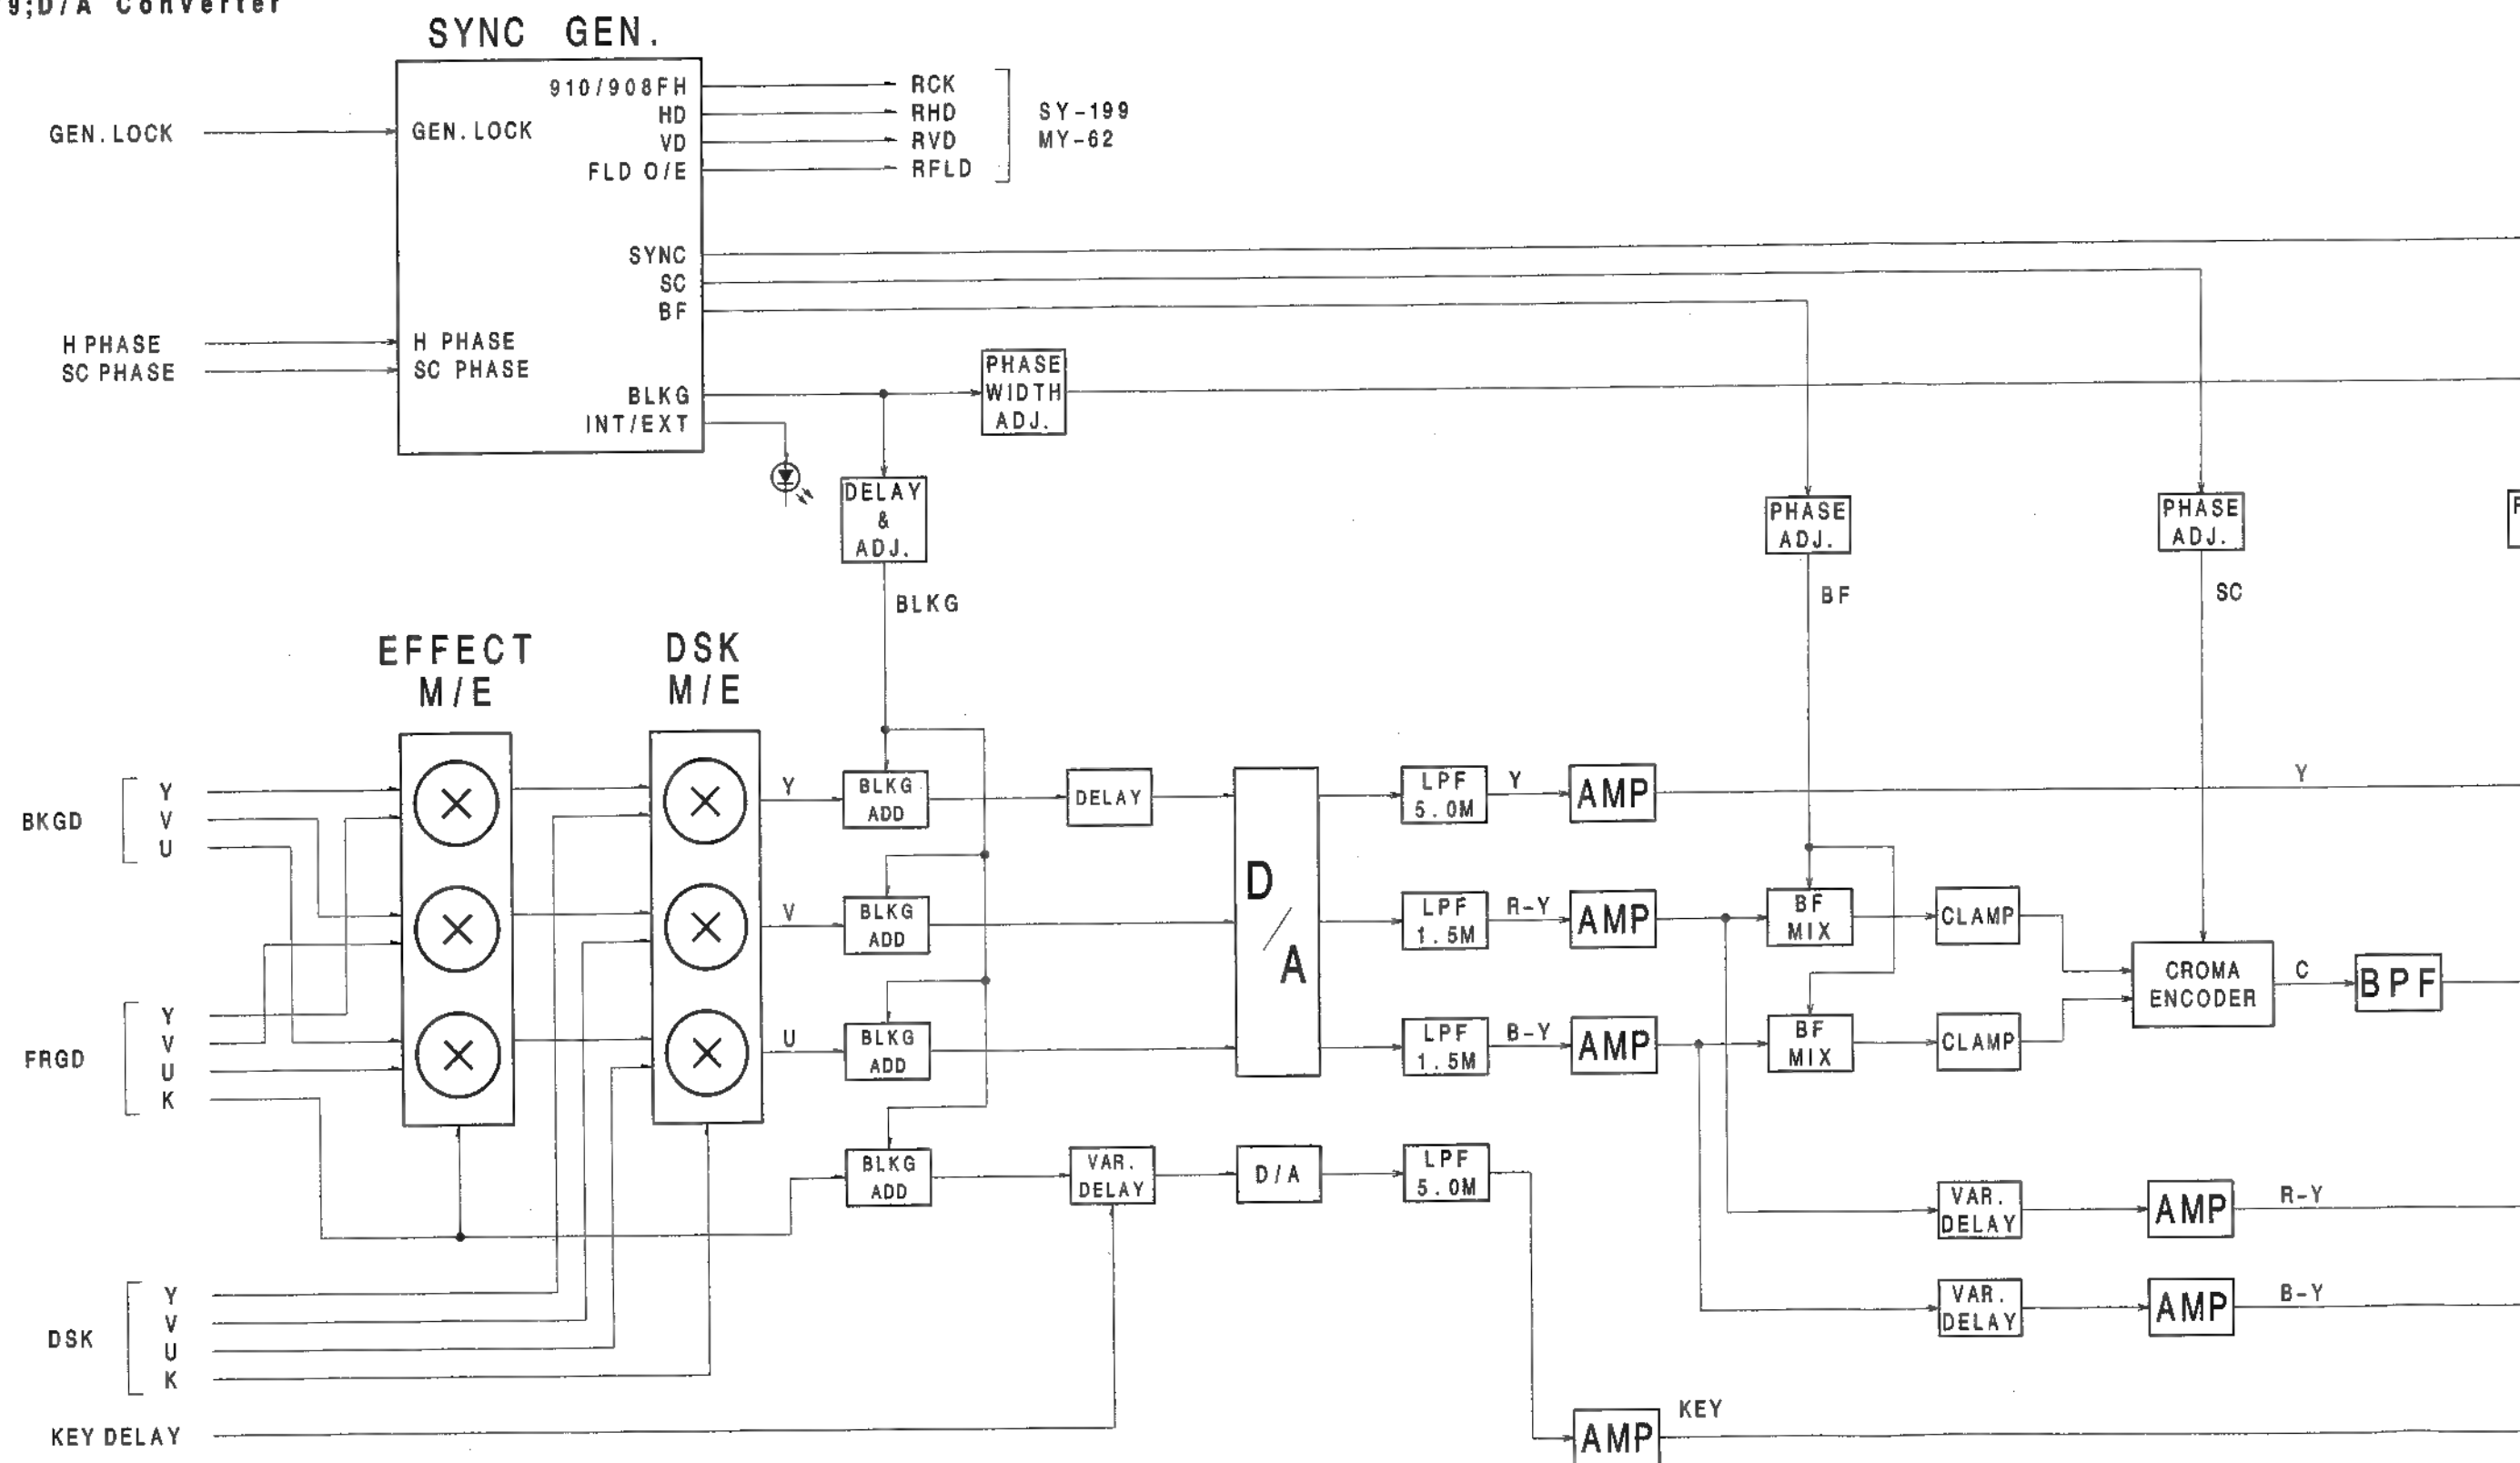 9;D/A Converter
SYNC GEN.
910/908FH
HD
VD
FLD O/E
RCK
RHD
RVD
RFLD
SY-199
MY-62
GEN.LOCK
GEN.LOCK
SYNC
SC
BF
H PHASE
SC PHASE
H PHASE
SC PHASE
BLKG
INT/EXT
PHASE
WIDTH
ADJ.
DELAY
&
ADJ.
BLKG
PHASE
ADJ.
BF
PHASE
ADJ.
SC
EFFECT
M/E
DSK
M/E
BKGD
Y
V
U
FRGD
Y
V
U
K
DSK
Y
V
U
K
KEY DELAY
Y
BLKG
ADD
DELAY
V
BLKG
ADD
U
BLKG
ADD
BLKG
ADD
VAR.
DELAY
D/A
D/A
LPF
5.0M
Y
AMP
Y
LPF
1.5M
R-Y
AMP
BF
MIX
CLAMP
LPF
1.5M
B-Y
AMP
BF
MIX
CLAMP
CROMA
ENCODER
C
BPF
LPF
5.0M
VAR.
DELAY
AMP
R-Y
VAR.
DELAY
AMP
B-Y
AMP
KEY